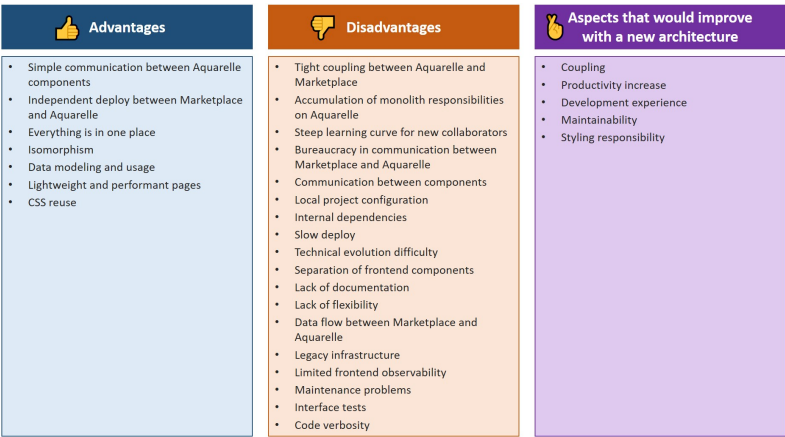 Advantages
Simple communication between Aquarelle
components
Independent deploy between Marketplace
and Aquarelle
Everything is in one place
Isomorphism
Data modeling and usage
Lightweight and performant pages
CSS reuse
Disadvantages
Tight coupling between Aquarelle and
Marketplace
Accumulation of monolith responsibilities
on Aquarelle
Steep learning curve for new collaborators
Bureaucracy in communication between
Marketplace and Aquarelle
Communication between components
Local project configuration
Internal dependencies
Slow deploy
Technical evolution difficulty
Separation of frontend components
Lack of documentation
Lack of flexibility
Data flow between Marketplace and
Aquarelle
Legacy infrastructure
Limited frontend observability
Maintenance problems
Interface tests
Code verbosity
Aspects that would improve
with a new architecture
Coupling
Productivity increase
Development experience
Maintainability
Styling responsibility